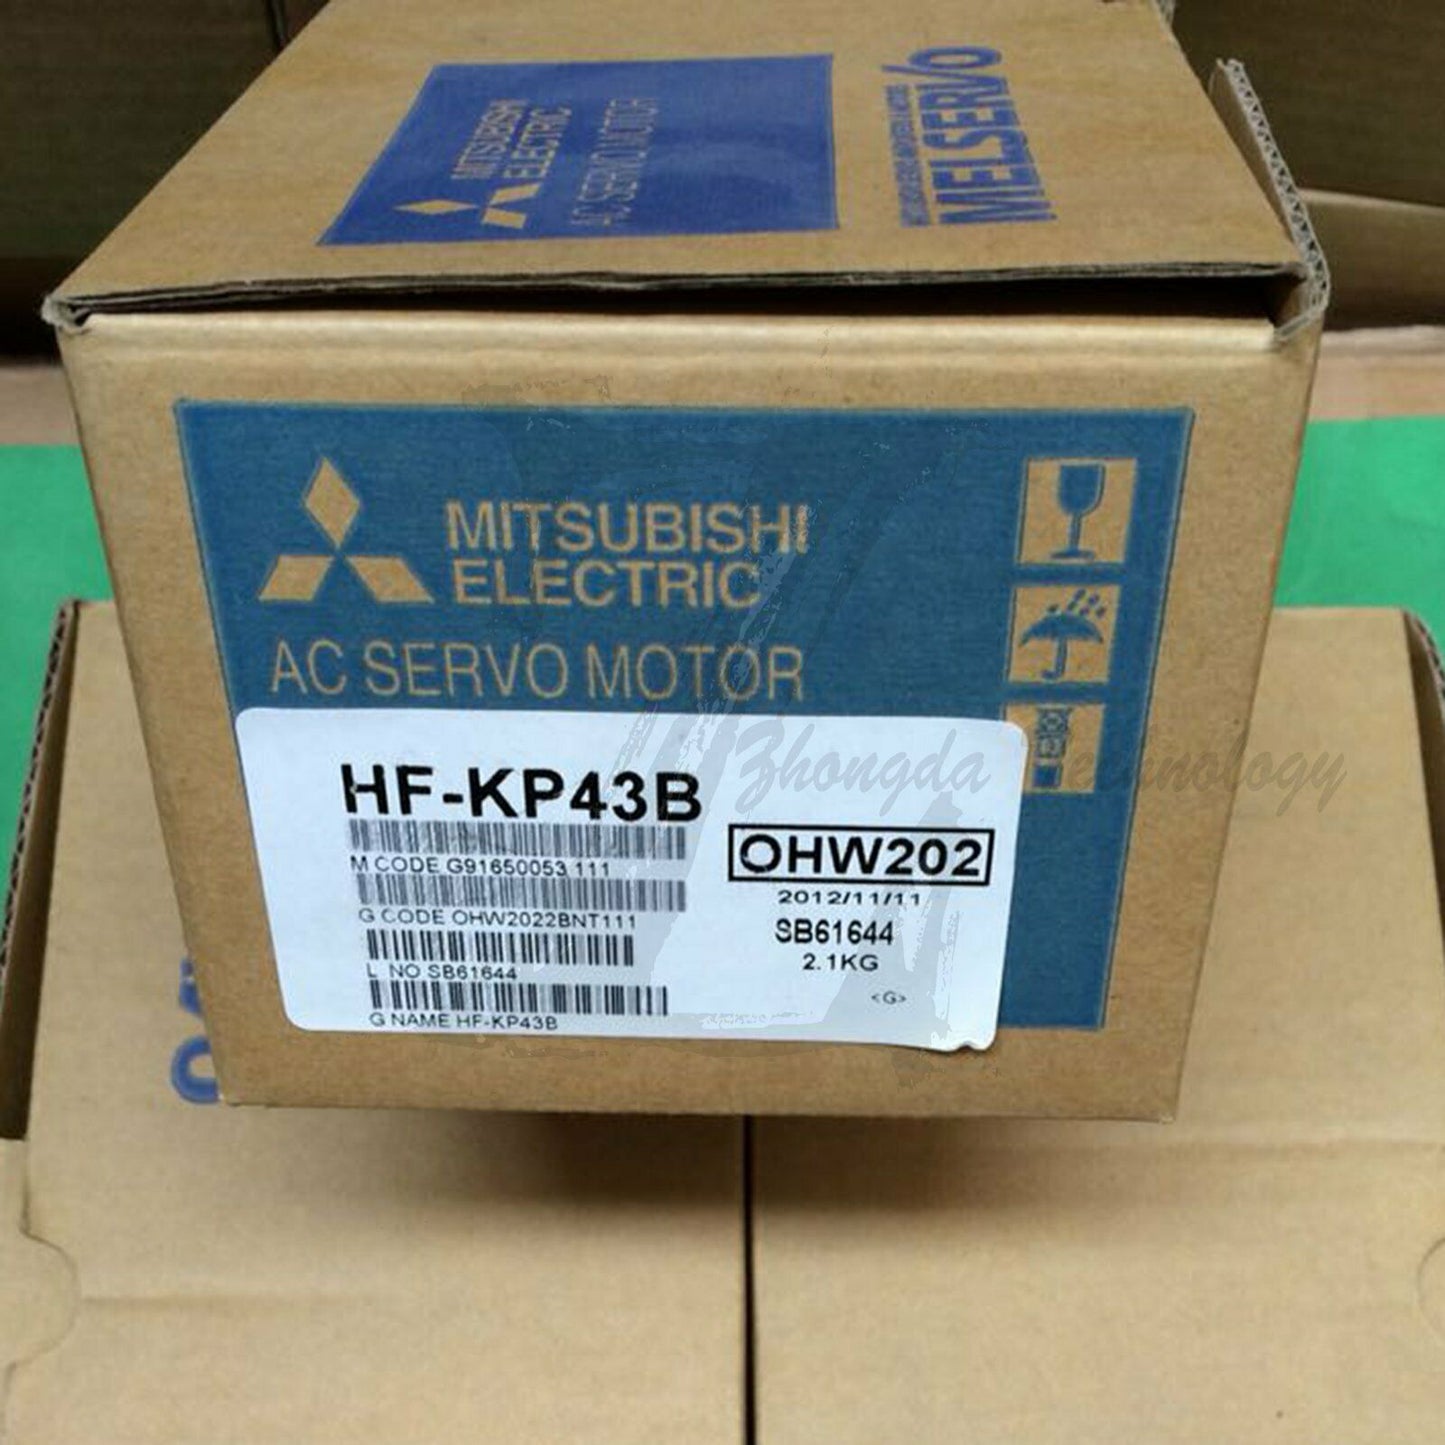 MITSUBISHI
ELECTRIC
AC SERVO MOTOR
MELSERVO
MITSUBISHI
ELECTRIC
AC SERVO MOTOR
HF-KP43B
M CODE G91650053 111
G CODE OHW2022BNT111
L NO SB61644
G NAME HF-KP43B
OHW202
2012/11/11
SB61644
2.1KG
<G>
Zhongda Technology